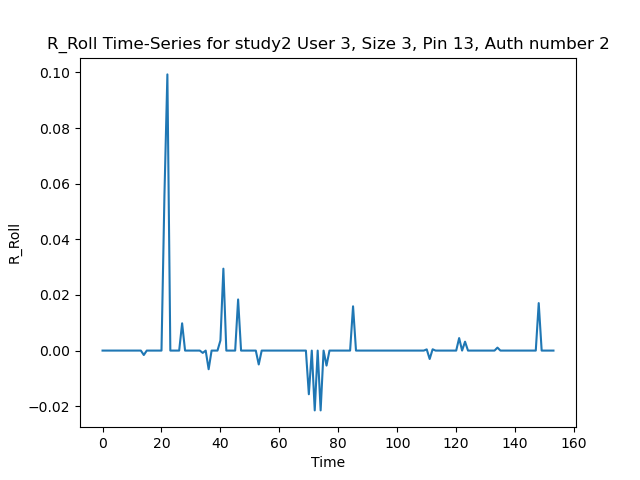 R_Roll Time-Series for study2 User 3, Size 3, Pin 13, Auth number 2
0.10
0.08
0.06
0.04
0.02
0.00
−0.02
R_Roll
0 20 40 60 80 100 120 140 160
Time